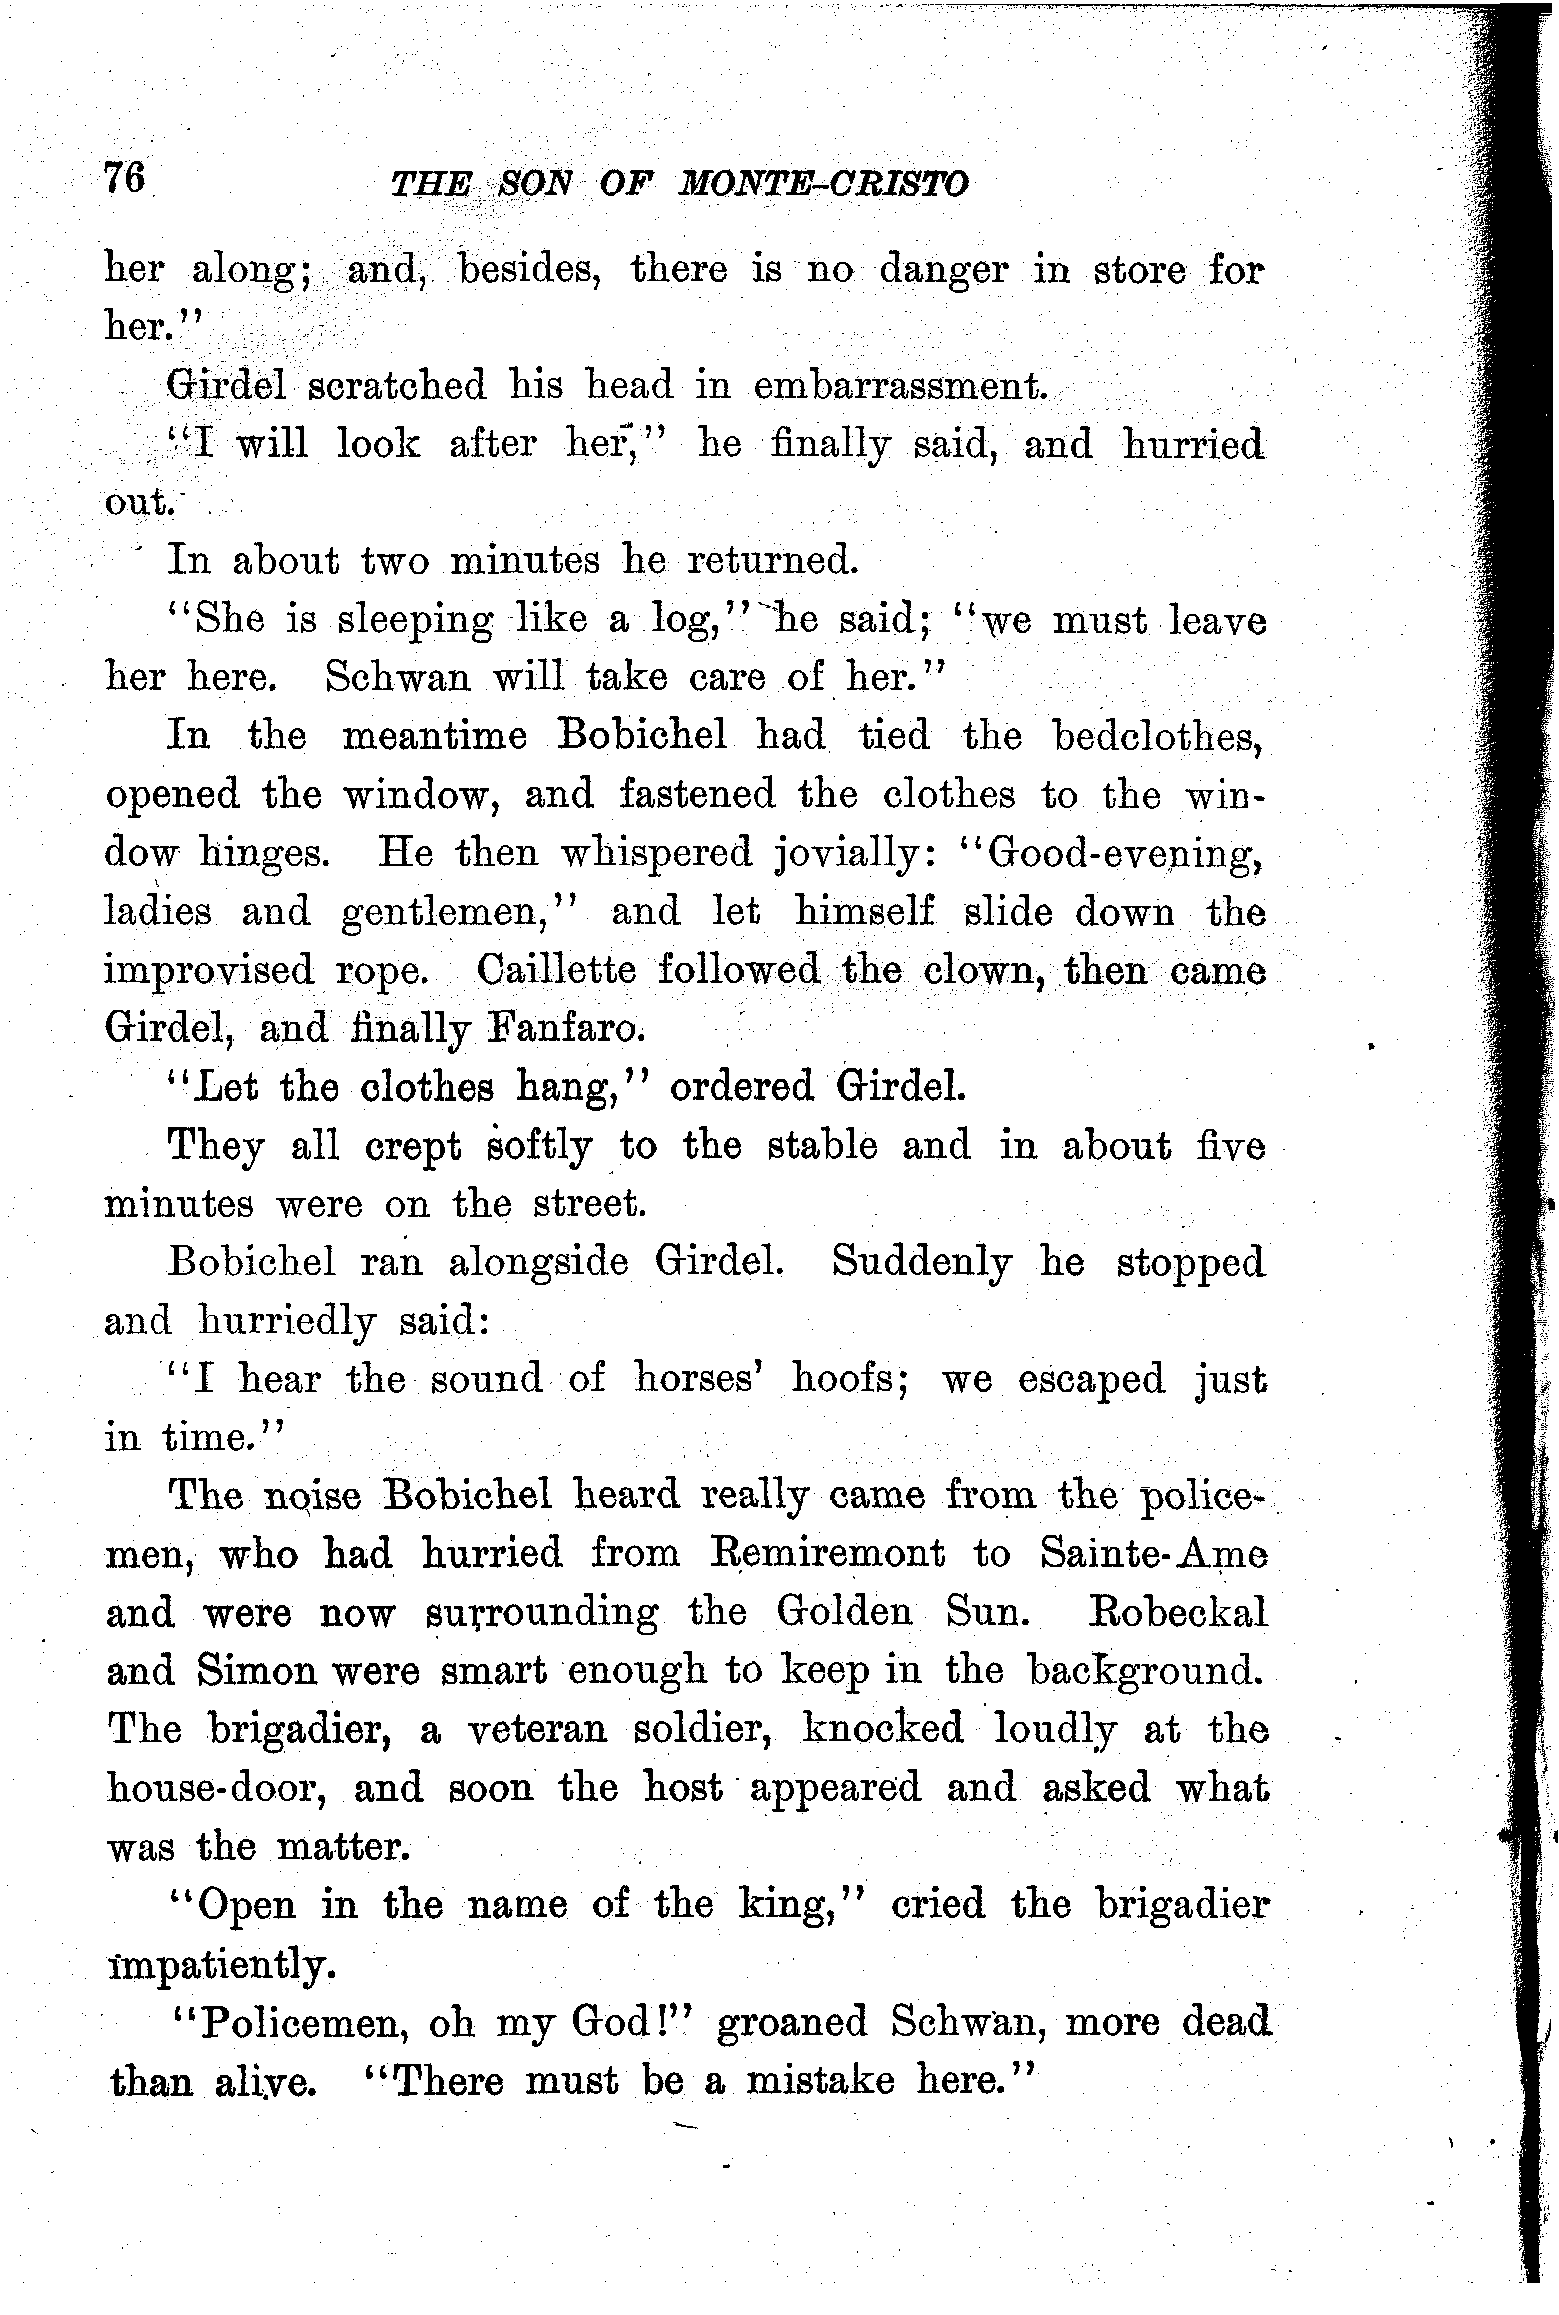 76 THE SON OF MONTE-CRISTO
her along; and, besides, there is no danger in store for
her."
Girdel scratched his head in embarrassment.
"I will look after her," he finally said, and hurried
out.
In about two minutes he returned.
"She is sleeping like a log," he said; "we must leave
her here. Schwan will take care of her."
In the meantime Bobichel had tied the bedclothes,
opened the window, and fastened the clothes to the win-
dow hinges. He then whispered jovially: "Good-evening,
ladies and gentlemen," and let himself slide down the
improvised rope. Caillette followed the clown, then came
Girdel, and finally Fanfaro.
"Let the clothes hang," ordered Girdel.
They all crept softly to the stable and in about five
minutes were on the street.
Bobichel ran alongside Girdel. Suddenly he stopped
and hurriedly said:
"I hear the sound of horses' hoofs; we escaped just
in time."
The noise Bobichel heard really came from the police-
men, who had hurried from Remiremont to Sainte-Ame
and were now surrounding the Golden Sun. Robeckal
and Simon were smart enough to keep in the background.
The brigadier, a veteran soldier, knocked loudly at the
house-door, and soon the host appeared and asked what
was the matter.
"Open in the name of the king," cried the brigadier
impatiently.
"Policemen, oh my God!" groaned Schwan, more dead
than alive. "There must be a mistake here."